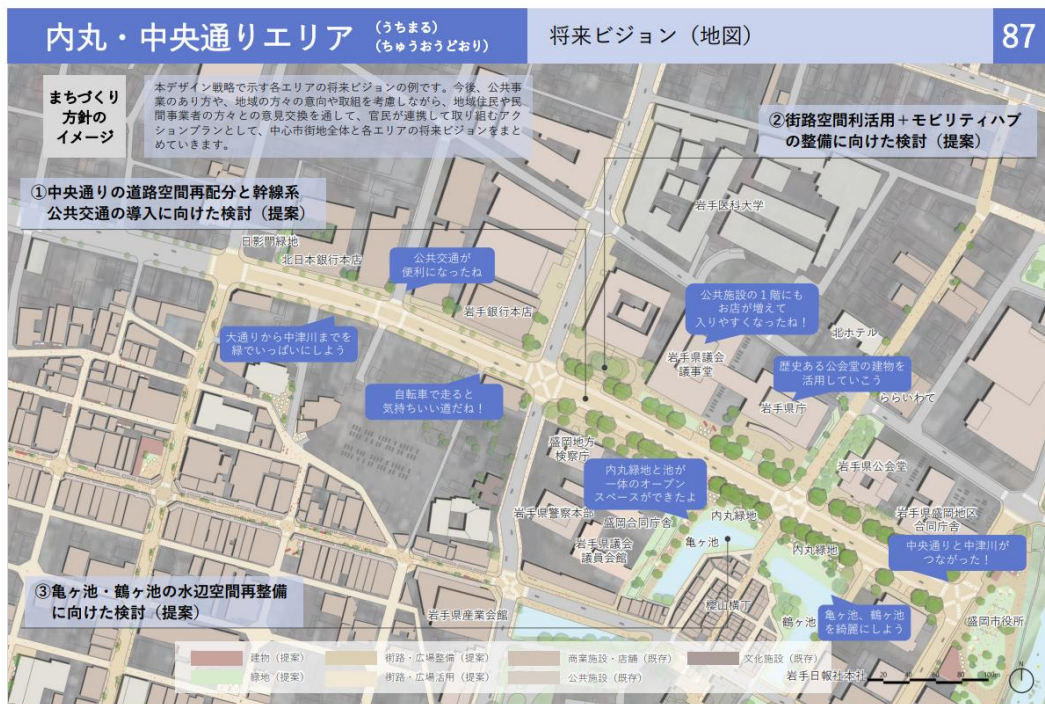 内丸・中央通りエリア
（うちまる）
（ちゅうおうどおり）
将来ビジョン（地図）
87
まちづくり
方針の
イメージ
本デザイン戦略で示す各エリアの将来ビジョンの例です。今後、公共事
業のあり方や、地域の方々の意向や取組を考慮しながら、地域住民や民
間事業者の方々との意見交換を通して、官民が連携して取り組むアク
ションプランとして、中心市街地全体と各エリアの将来ビジョンをまと
めていきます。
②街路空間利活用＋モビリティハブ
の整備に向けた検討（提案）
①中央通りの道路空間再配分と幹線系
公共交通の導入に向けた検討（提案）
岩手医科大学
日影門緑地
北日本銀行本店
公共交通が
便利になったね
岩手銀行本店
公共施設の１階にも
お店が増えて
入りやすくなったね！
北ホテル
大通りから中津川までを
緑でいっぱいにしよう
岩手県議会
議事堂
歴史ある公会堂の建物を
活用していこう
自転車で走ると
気持ちいい道だね！
岩手県庁
ららいわて
盛岡地方
検察庁
内丸緑地と池が
一体のオープン
スペースができたよ
岩手県公会堂
岩手県警察本部
盛岡合同庁舎
内丸緑地
岩手県盛岡地区
合同庁舎
岩手県議会
議員会館
亀ヶ池
内丸緑地
中央通りと中津川が
つながった！
③亀ヶ池・鶴ヶ池の水辺空間再整備
に向けた検討（提案）
岩手県産業会館
櫻山横丁
鶴ヶ池
亀ヶ池、鶴ヶ池
を綺麗にしよう
盛岡市役所
建物（提案）
街路・広場整備（提案）
商業施設・店舗（既存）
文化施設（既存）
緑地（提案）
街路・広場活用（提案）
公共施設（既存）
岩手日報社本社
20 40 60 80 100m
N